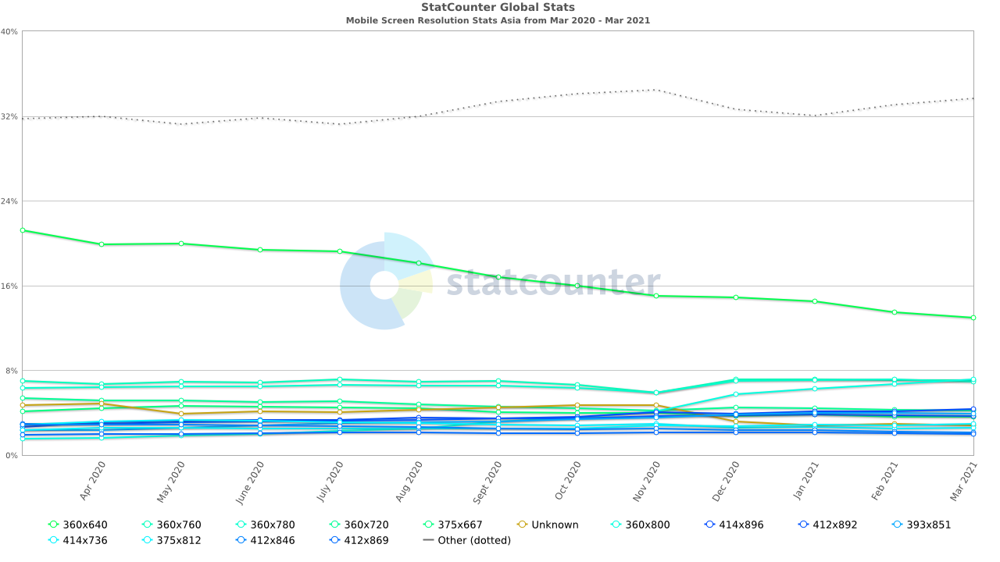 StatCounter Global Stats
Mobile Screen Resolution Stats Asia from Mar 2020 - Mar 2021
40%
32%
24%
16%
8%
0%
statcounter
Apr 2020 May 2020 June 2020 July 2020 Aug 2020 Sept 2020 Oct 2020 Nov 2020 Dec 2020 Jan 2021 Feb 2021 Mar 2021
360x640 360x760 360x780 360x720 375x667 Unknown 360x800 414x896 412x892 393x851
414x736 375x812 412x846 412x869 Other (dotted)